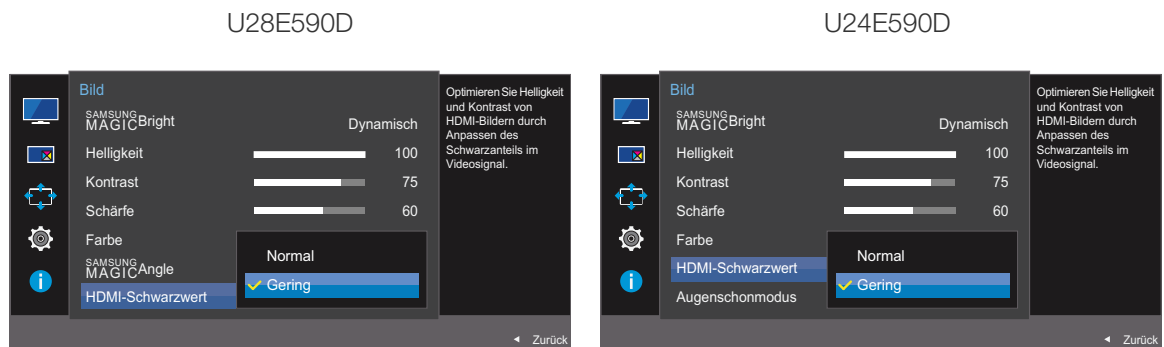 U28E590D
Bild
SAMSUNG
MAGICBright Dynamisch
Helligkeit 100
Kontrast 75
Schärfe 60
Farbe
SAMSUNG
MAGICAngle
HDMI-Schwarzwert
Normal
Gering
Optimieren Sie Helligkeit
und Kontrast von
HDMI-Bildern durch
Anpassen des
Schwarzanteils im
Videosignal.
Zurück
U24E590D
Bild
SAMSUNG
MAGICBright Dynamisch
Helligkeit 100
Kontrast 75
Schärfe 60
Farbe
HDMI-Schwarzwert
Augenschonmodus
Normal
Gering
Optimieren Sie Helligkeit
und Kontrast von
HDMI-Bildern durch
Anpassen des
Schwarzanteils im
Videosignal.
Zurück